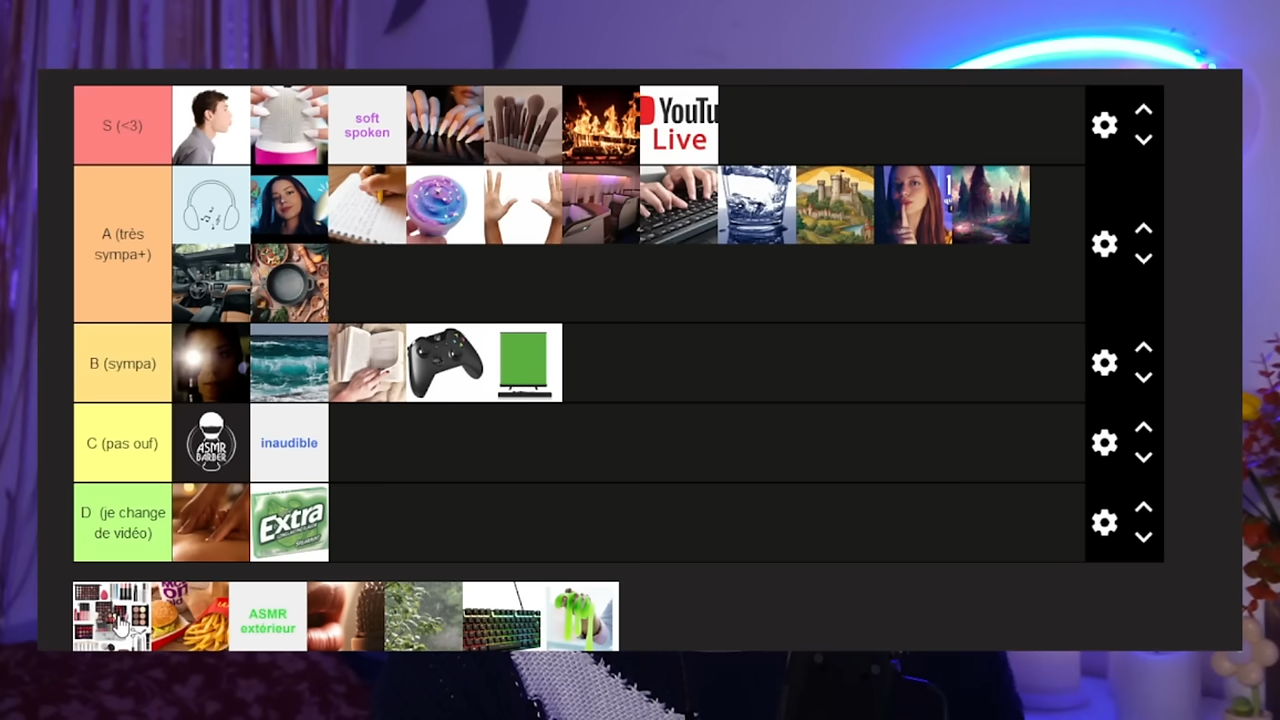 S (<3)
soft
spoken
YouTu
Live
A (très
sympa+)
B (sympa)
C (pas ouf)
ASMR
BARBER
inaudible
D (je change
de vidéo)
Extra
ASMR
extérieur